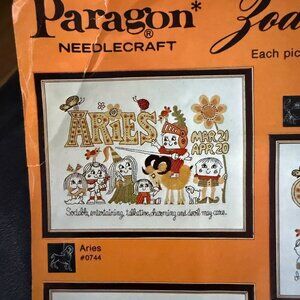 Paragon*
®
NEEDLECRAFT
Each pic
ARIES
MAR.21
APR.20
Sociable, entertaining, talkative, charming and devil may care.
Aries
#0744